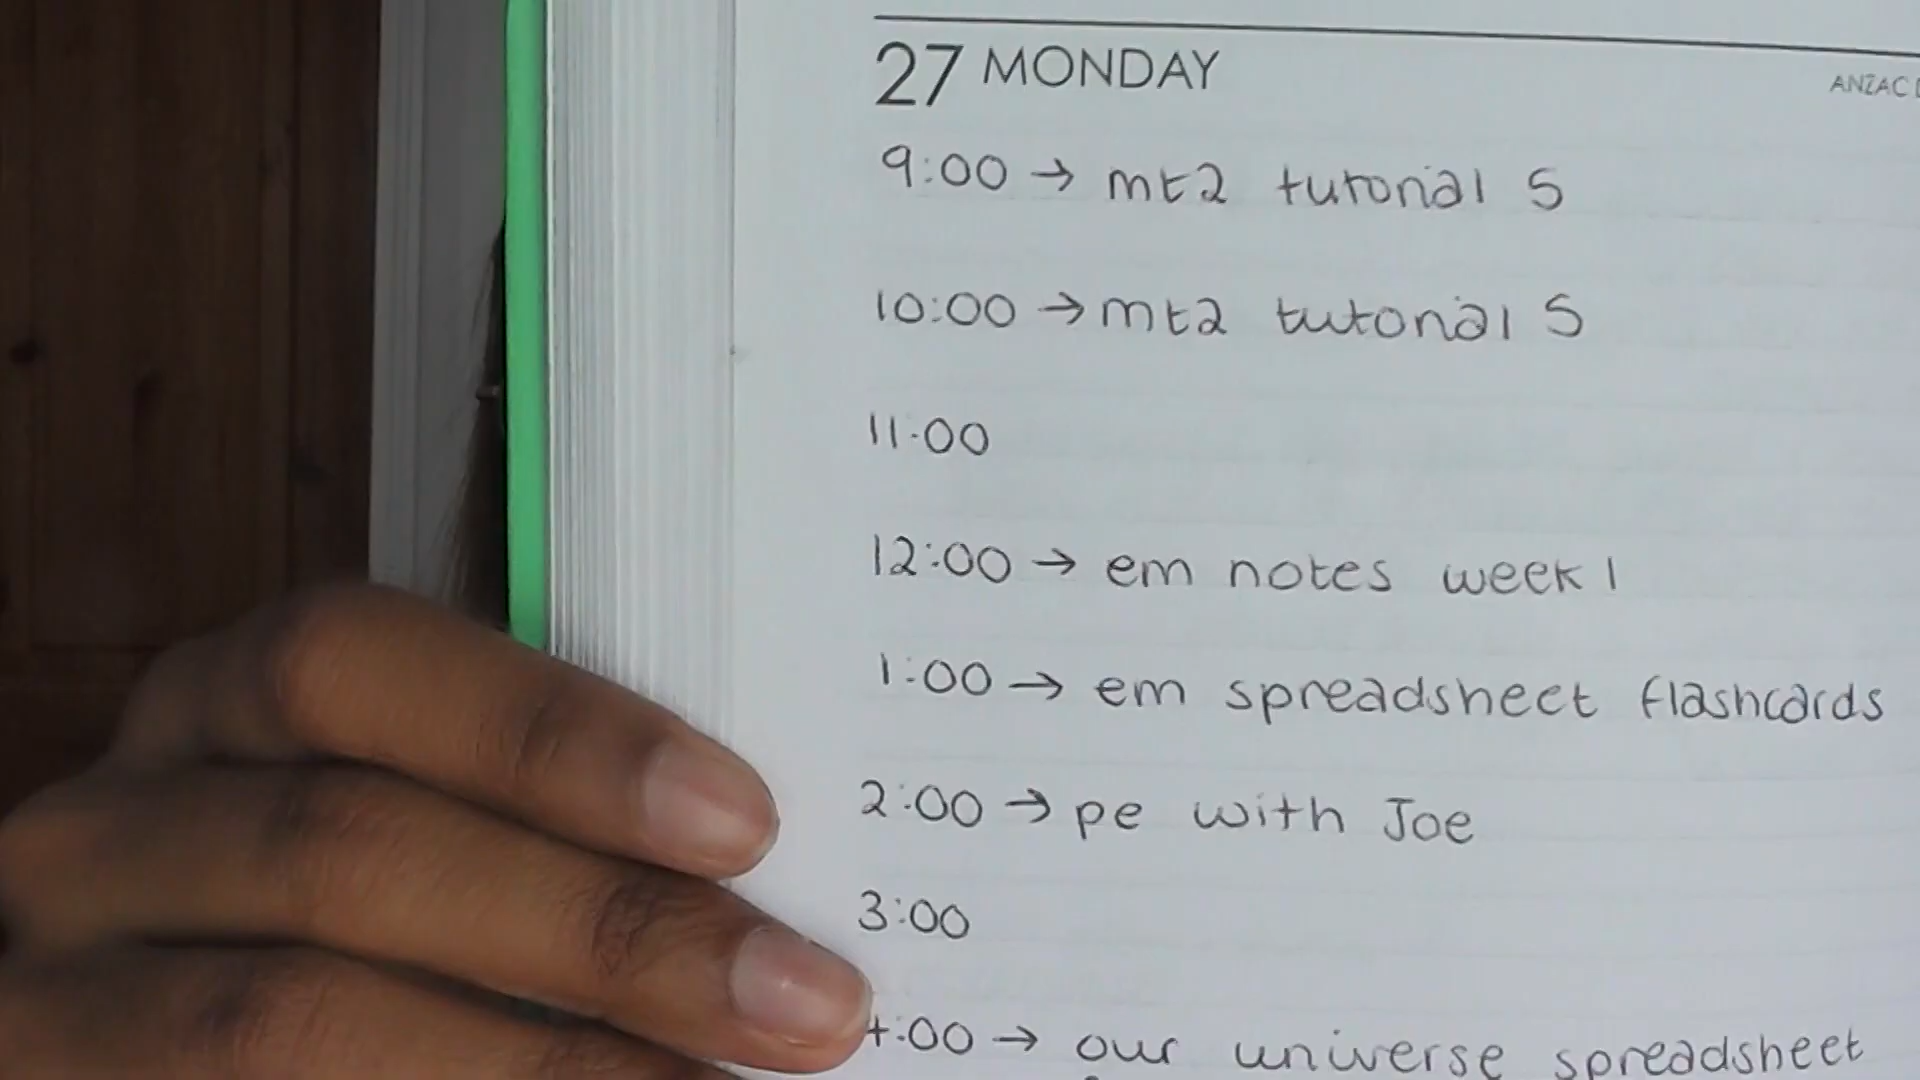 27 MONDAY
ANZAC
9:00 → mt2 tutorial 5
10:00 → mt2 tutorial 5
11:00
12:00 → em notes week 1
1:00 → em spreadsheet flashcards
2:00 → pe with Joe
3:00
4:00 → our universe spreadsheet